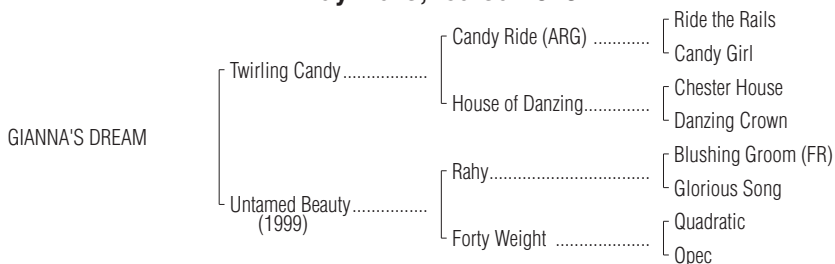 Ride the Rails
Candy Ride (ARG) .............
Candy Girl
Twirling Candy..................
Chester House
House of Danzing..............
Danzing Crown
GIANNA'S DREAM
Blushing Groom (FR)
Rahy..................................
Glorious Song
Untamed Beauty................
(1999)
Quadratic
Forty Weight ....................
Opec